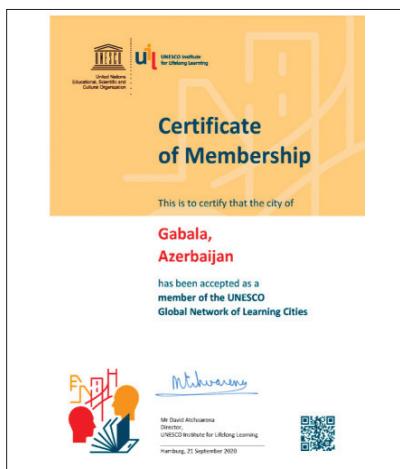 UNESCO
United Nations
Educational, Scientific and
Cultural Organization
uil
UNESCO Institute
for Lifelong Learning
Certificate
of Membership
This is to certify that the city of
Gabala,
Azerbaijan
has been accepted as a
member of the UNESCO
Global Network of Learning Cities
Mr David Atchoarena
Director,
UNESCO Institute for Lifelong Learning
Hamburg, 21 September 2020